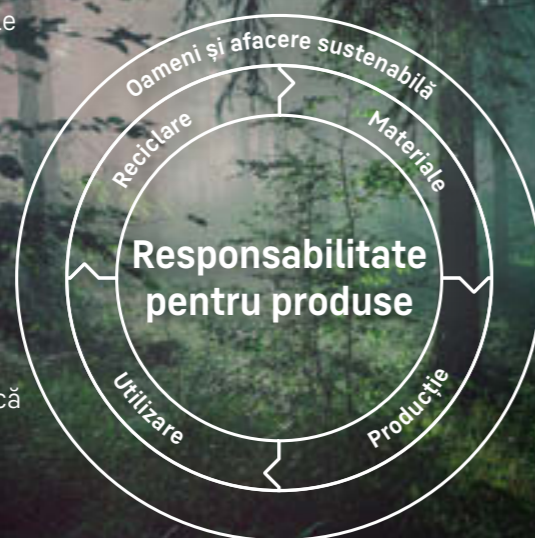 Oameni și afacere sustenabilă
Reciclare
Materiale
Responsabilitate
pentru produse
Utilizare
Producție